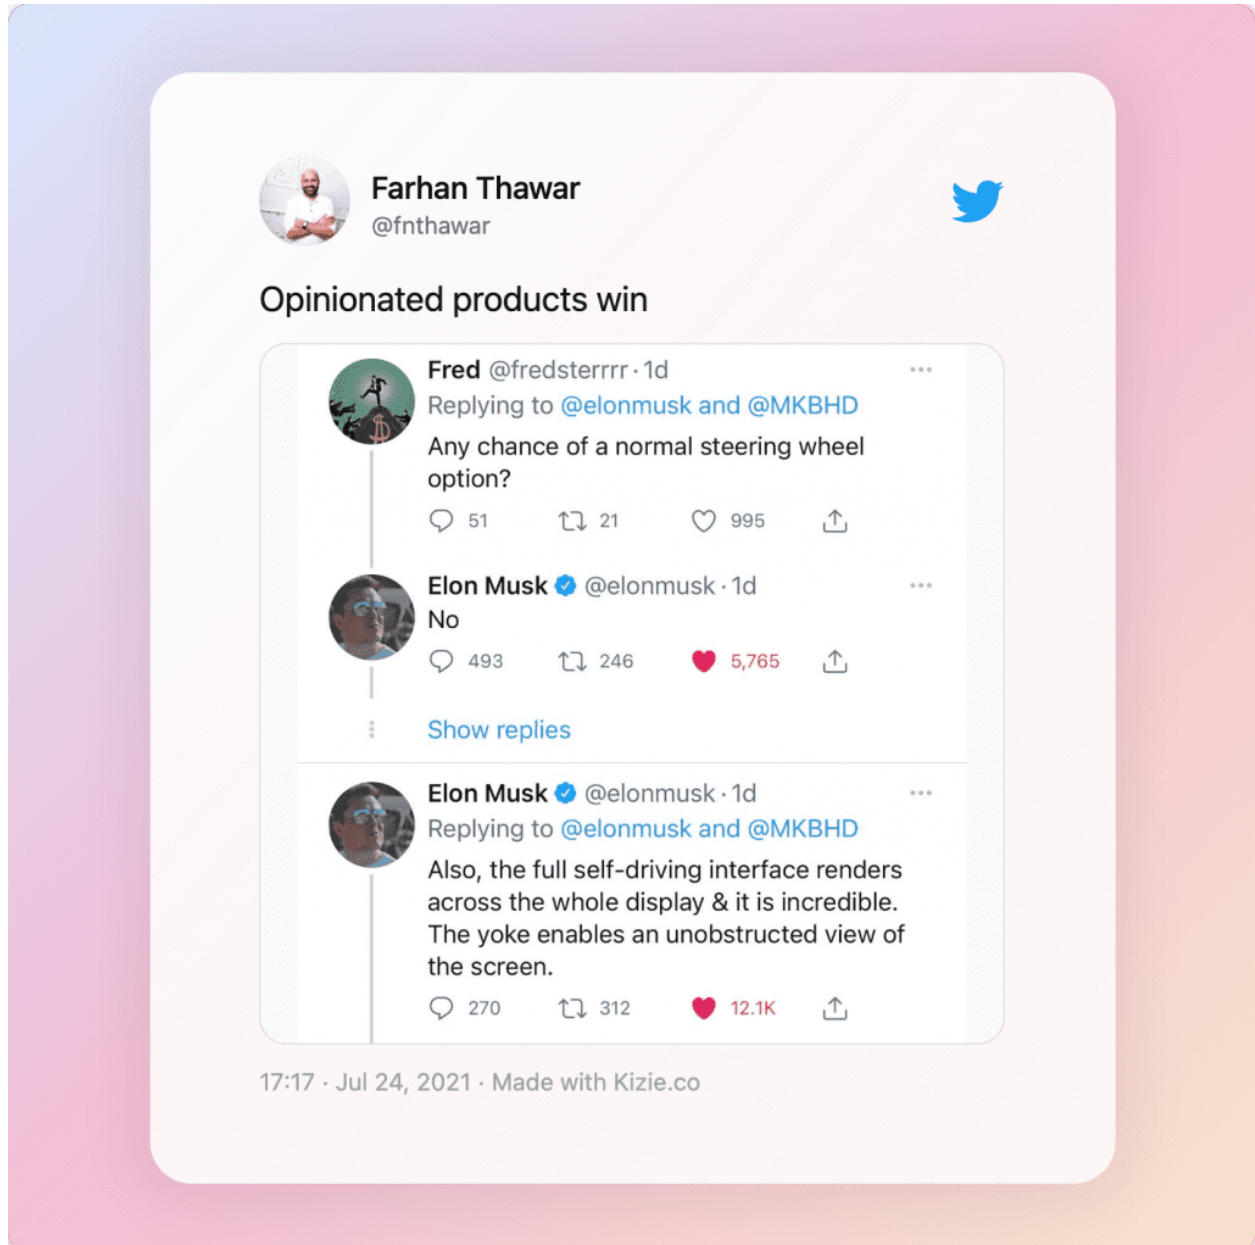 Farhan Thawar
@fnthawar
Opinionated products win
Fred @fredsterrrr · 1d
Replying to @elonmusk and @MKBHD
Any chance of a normal steering wheel
option?
51 21 995
Elon Musk @elonmusk · 1d
No
493 246 5,765
Show replies
Elon Musk @elonmusk · 1d
Replying to @elonmusk and @MKBHD
Also, the full self-driving interface renders
across the whole display & it is incredible.
The yoke enables an unobstructed view of
the screen.
270 312 12.1K
17:17 · Jul 24, 2021 · Made with Kizie.co